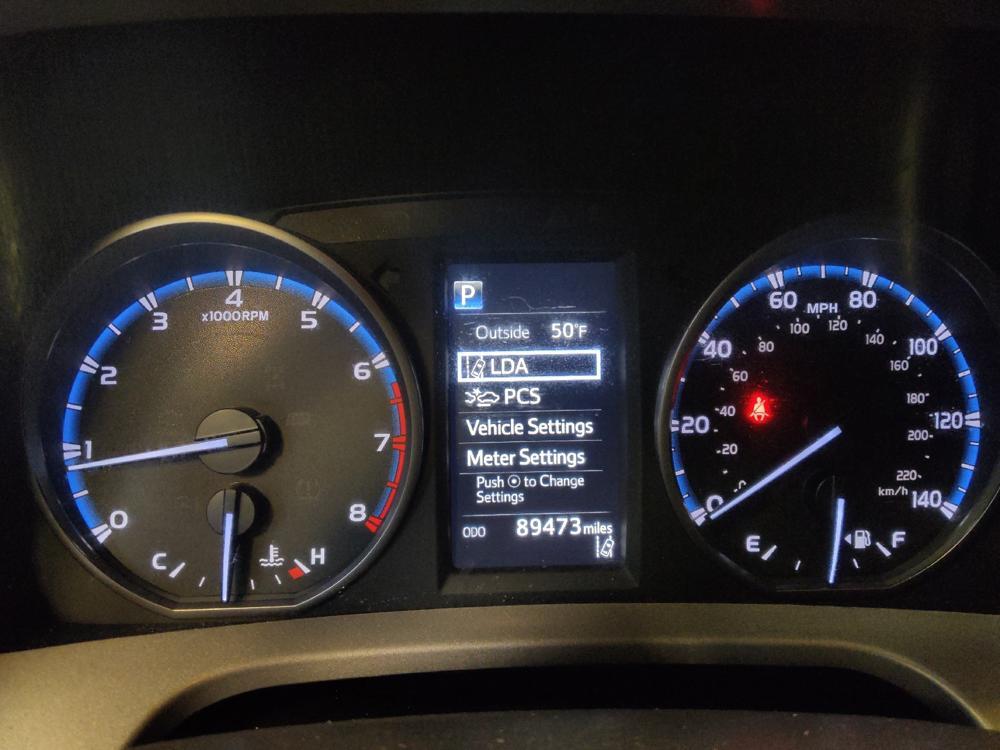 P
Outside 50°F
LDA
PCS
Vehicle Settings
Meter Settings
Push to Change
Settings
ODO 89473 miles
0
1
2
3
4
x1000RPM
5
6
7
8
C
H
0
20
40
60
80
100
120
140
MPH
0
20
40
60
80
100
120
140
160
180
200
220
km/h
E
F